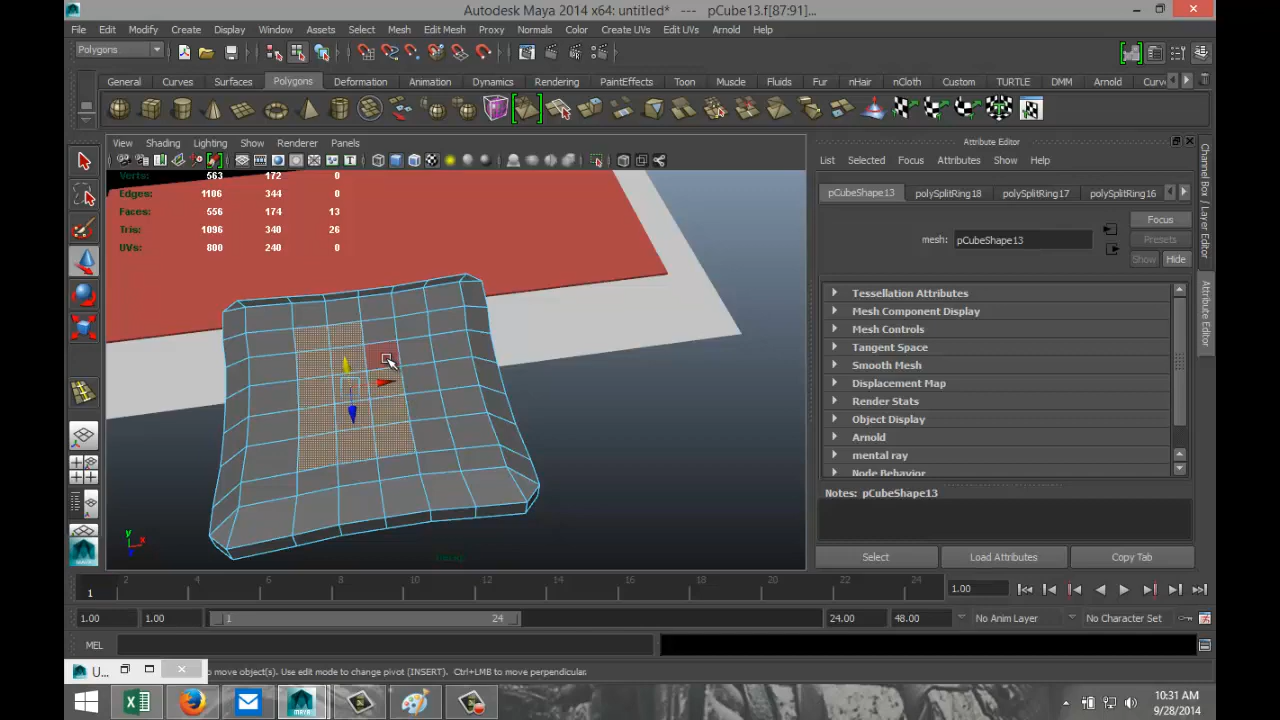 Autodesk Maya 2014 x64: untitled*   ---   pCube13.f[87:91]...
File Edit Modify Create Display Window Assets Select Mesh Edit Mesh Proxy Normals Color Create UVs Edit UVs Arnold Help
Polygons
General Curves Surfaces Polygons Deformation Animation Dynamics Rendering PaintEffects Toon Muscle Fluids Fur nHair nCloth Custom TURTLE DMM Arnold Curv
View Shading Lighting Show Renderer Panels
Attribute Editor
List Selected Focus Attributes Show Help
Verts: 563 172 0
Edges: 1106 344 0
Faces: 556 174 13
Tris: 1096 340 26
UVs: 800 240 0
pCubeShape13 polySplitRing18 polySplitRing17 polySplitRing16
Focus
mesh: pCubeShape13
Presets
Show Hide
Tessellation Attributes
Mesh Component Display
Mesh Controls
Tangent Space
Smooth Mesh
Displacement Map
Render Stats
Object Display
Arnold
mental ray
Node Behavior
Notes: pCubeShape13
Select Load Attributes Copy Tab
Channel Box / Layer Editor
Attribute Editor
y
x
persp
2 4 6 8 10 12 14 16 18 20 22 24
1 1.00
1.00 1.00 1 24 24.00 48.00 No Anim Layer No Character Set
MEL
U... to move object(s). Use edit mode to change pivot [INSERT]. Ctrl+LMB to move perpendicular.
10:31 AM
9/28/2014